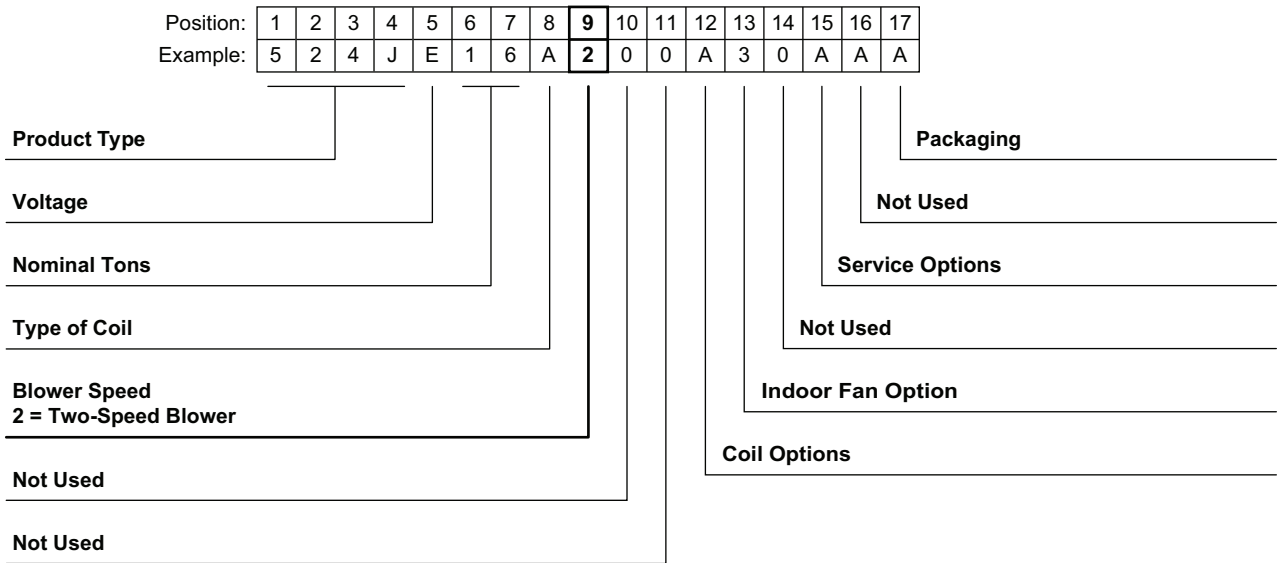 Position: 1 2 3 4 5 6 7 8 9 10 11 12 13 14 15 16 17
Example: 5 2 4 J E 1 6 A 2 0 0 A 3 0 A A A
Product Type
Packaging
Voltage
Not Used
Nominal Tons
Service Options
Type of Coil
Not Used
Blower Speed
2 = Two-Speed Blower
Indoor Fan Option
Coil Options
Not Used
Not Used